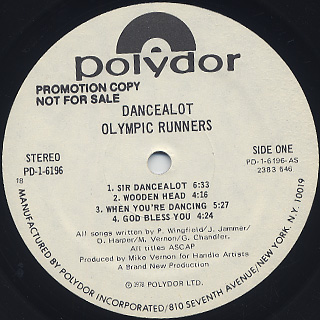 polydor
PROMOTION COPY
NOT FOR SALE
DANCEALOT
OLYMPIC RUNNERS
STEREO
PD-1-6196
SIDE ONE
PD-1-6196-AS
2383 646
18
1. SIR DANCEALOT 6:33
2. WOODEN HEAD 4:16
3. WHEN YOU'RE DANCING 5:27
4. GOD BLESS YOU 4:24
All songs written by P. Wingfield/J. Jammer/
D. Harper/M. Vernon/G. Chandler.
All titles ASCAP
Produced by Mike Vernon for Handle Artists
A Brand New Production
℗ 1978 POLYDOR LTD.
MANUFACTURED BY POLYDOR INCORPORATED/810 SEVENTH AVENUE/NEW YORK, N.Y. 10019